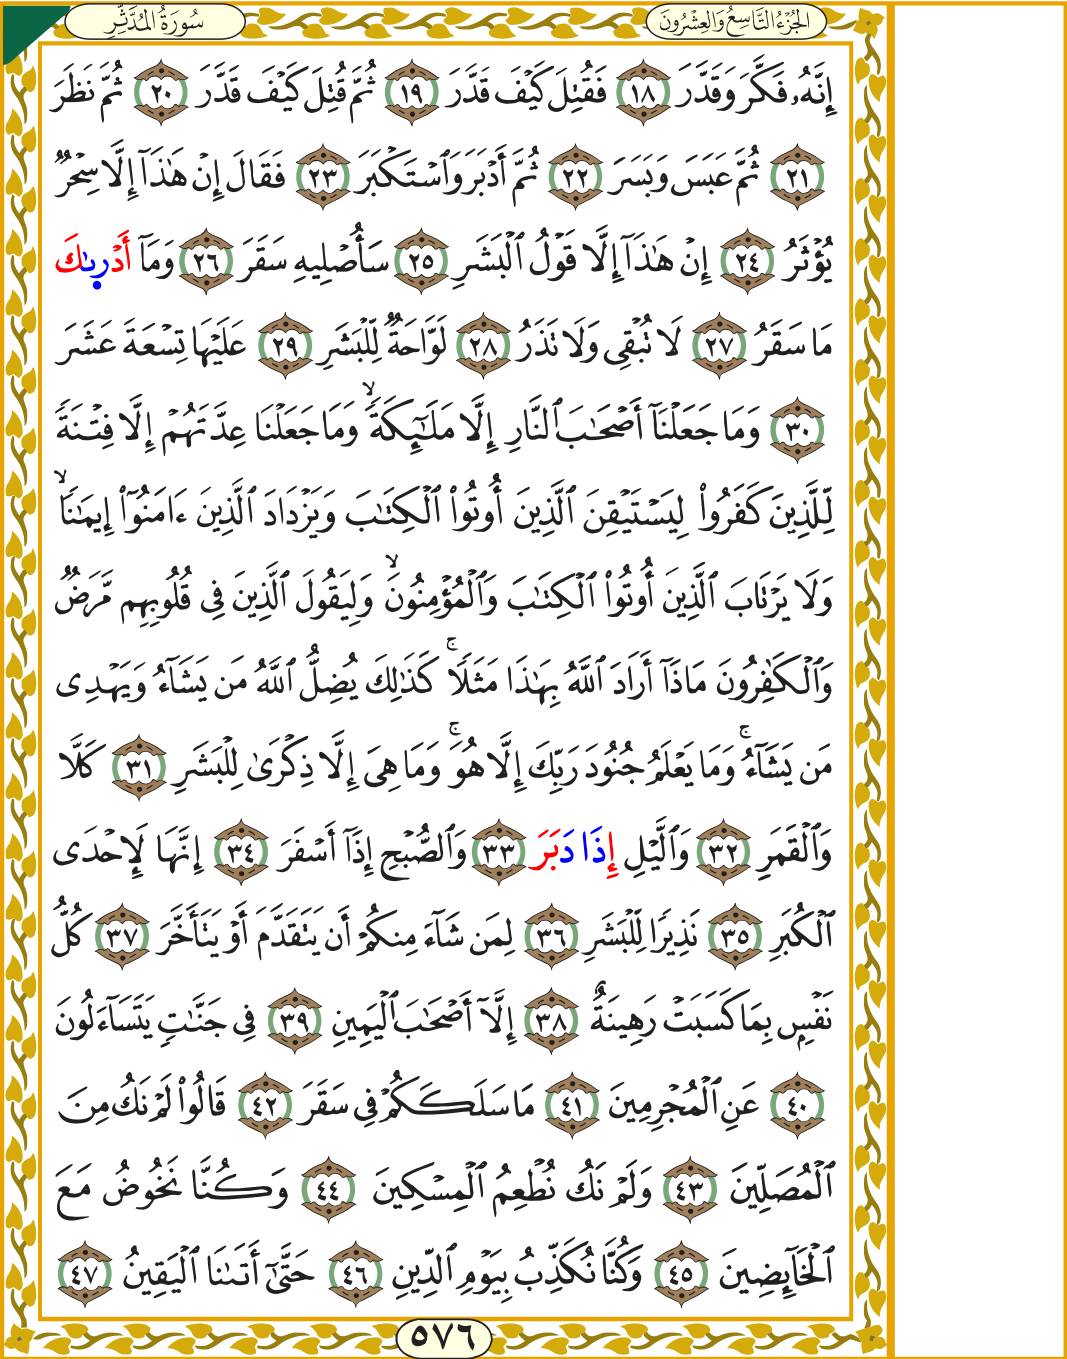 الجُزْءُ التَّاسِعُ وَالعِشْرُونَ
سُورَةُ المُدَّثِّرِ
إِنَّهُۥ فَكَّرَ وَقَدَّرَ ١٨ فَقُتِلَ كَيْفَ قَدَّرَ ١٩ ثُمَّ قُتِلَ كَيْفَ قَدَّرَ ٢٠ ثُمَّ نَظَرَ
٢١ ثُمَّ عَبَسَ وَبَسَرَ ٢٢ ثُمَّ أَدْبَرَ وَٱسْتَكْبَرَ ٢٣ فَقَالَ إِنْ هَٰذَآ إِلَّا سِحْرٌ
يُؤْثَرُ ٢٤ إِنْ هَٰذَآ إِلَّا قَوْلُ ٱلْبَشَرِ ٢٥ سَأُصْلِيهِ سَقَرَ ٢٦ وَمَآ أَدْرىٰكَ
مَا سَقَرُ ٢٧ لَا تُبْقِى وَلَا تَذَرُ ٢٨ لَوَّاحَةٌ لِّلْبَشَرِ ٢٩ عَلَيْهَا تِسْعَةَ عَشَرَ
٣٠ وَمَا جَعَلْنَآ أَصْحَٰبَ ٱلنَّارِ إِلَّا مَلَٰٓئِكَةً ۙ وَمَا جَعَلْنَا عِدَّتَهُمْ إِلَّا فِتْنَةً
لِّلَّذِينَ كَفَرُوا۟ لِيَسْتَيْقِنَ ٱلَّذِينَ أُوتُوا۟ ٱلْكِتَٰبَ وَيَزْدَادَ ٱلَّذِينَ ءَامَنُوٓا۟ إِيمَٰنًا ۙ
وَلَا يَرْتَابَ ٱلَّذِينَ أُوتُوا۟ ٱلْكِتَٰبَ وَٱلْمُؤْمِنُونَ ۙ وَلِيَقُولَ ٱلَّذِينَ فِى قُلُوبِهِم مَّرَضٌ
وَٱلْكَٰفِرُونَ مَاذَآ أَرَادَ ٱللَّهُ بِهَٰذَا مَثَلًا ۚ كَذَٰلِكَ يُضِلُّ ٱللَّهُ مَن يَشَآءُ وَيَهْدِى
مَن يَشَآءُ ۚ وَمَا يَعْلَمُ جُنُودَ رَبِّكَ إِلَّا هُوَ ۚ وَمَا هِىَ إِلَّا ذِكْرَىٰ لِلْبَشَرِ ٣١ كَلَّا
وَٱلْقَمَرِ ٣٢ وَٱلَّيْلِ إِذَا دَبَرَ ٣٣ وَٱلصُّبْحِ إِذَآ أَسْفَرَ ٣٤ إِنَّهَا لَإِحْدَى
ٱلْكُبَرِ ٣٥ نَذِيرًا لِّلْبَشَرِ ٣٦ لِمَن شَآءَ مِنكُمْ أَن يَتَقَدَّمَ أَوْ يَتَأَخَّرَ ٣٧ كُلُّ
نَفْسٍۭ بِمَا كَسَبَتْ رَهِينَةٌ ٣٨ إِلَّآ أَصْحَٰبَ ٱلْيَمِينِ ٣٩ فِى جَنَّٰتٍ يَتَسَآءَلُونَ
٤٠ عَنِ ٱلْمُجْرِمِينَ ٤١ مَا سَلَكَكُمْ فِى سَقَرَ ٤٢ قَالُوا۟ لَمْ نَكُ مِنَ
ٱلْمُصَلِّينَ ٤٣ وَلَمْ نَكُ نُطْعِمُ ٱلْمِسْكِينَ ٤٤ وَكُنَّا نَخُوضُ مَعَ
ٱلْخَآئِضِينَ ٤٥ وَكُنَّا نُكَذِّبُ بِيَوْمِ ٱلدِّينِ ٤٦ حَتَّىٰٓ أَتَىٰنَا ٱلْيَقِينُ ٤٧
٥٧٦